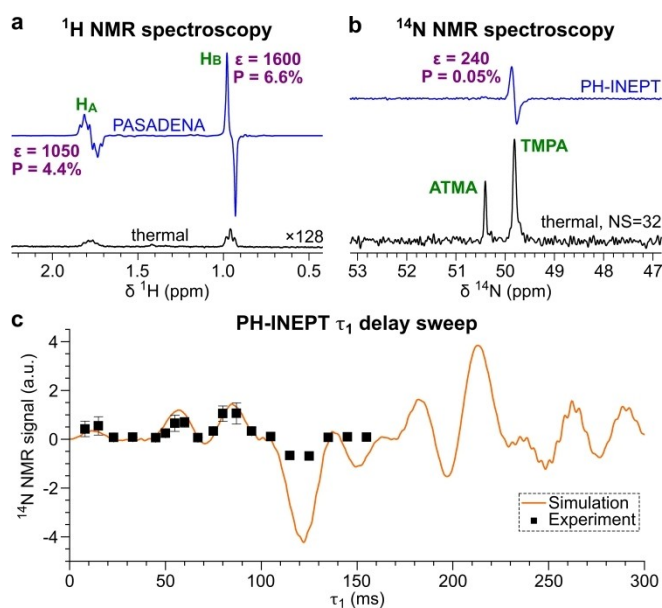 a ¹H NMR spectroscopy
H_A
H_B
ε = 1600
P = 6.6%
PASADENA
ε = 1050
P = 4.4%
thermal
×128
2.0 1.5 1.0 0.5
δ ¹H (ppm)
b ¹⁴N NMR spectroscopy
ε = 240
P = 0.05%
PH-INEPT
TMPA
ATMA
thermal, NS=32
53 52 51 50 49 48 47
δ ¹⁴N (ppm)
c PH-INEPT τ₁ delay sweep
¹⁴N NMR signal (a.u.)
4
2
0
-2
-4
Simulation
Experiment
0 50 100 150 200 250 300
τ₁ (ms)